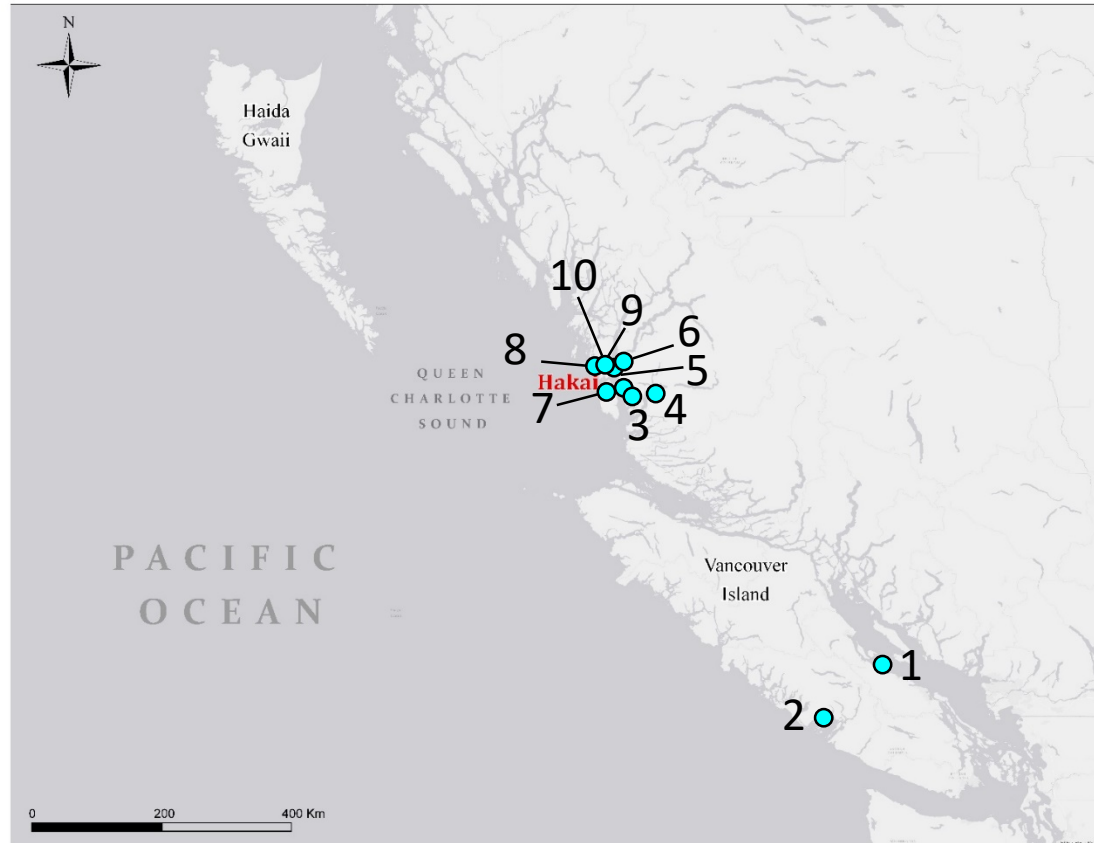 N
Haida
Gwaii
10
9
6
8
5
QUEEN
CHARLOTTE
SOUND
Hakai
7
3
4
PACIFIC
OCEAN
Vancouver
Island
1
2
0
200
400 Km